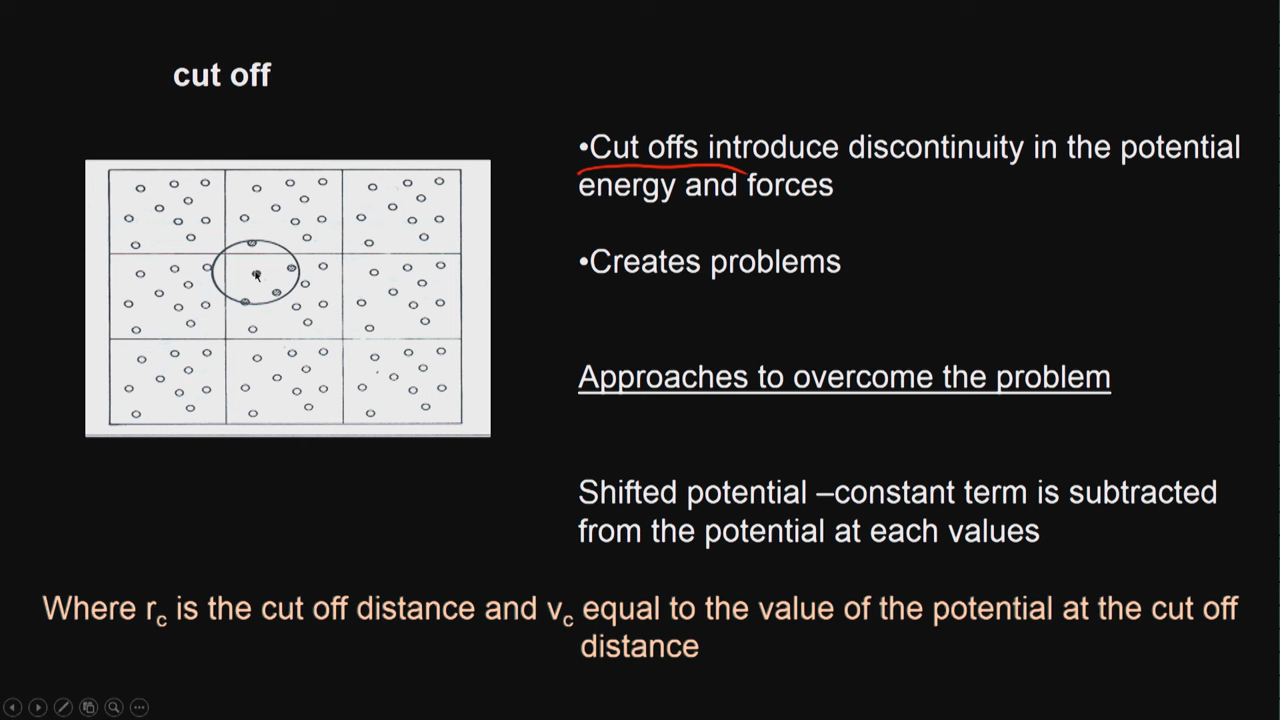 cut off
•Cut offs introduce discontinuity in the potential
energy and forces
•Creates problems
Approaches to overcome the problem
Shifted potential –constant term is subtracted
from the potential at each values
Where rc is the cut off distance and vc equal to the value of the potential at the cut off
distance